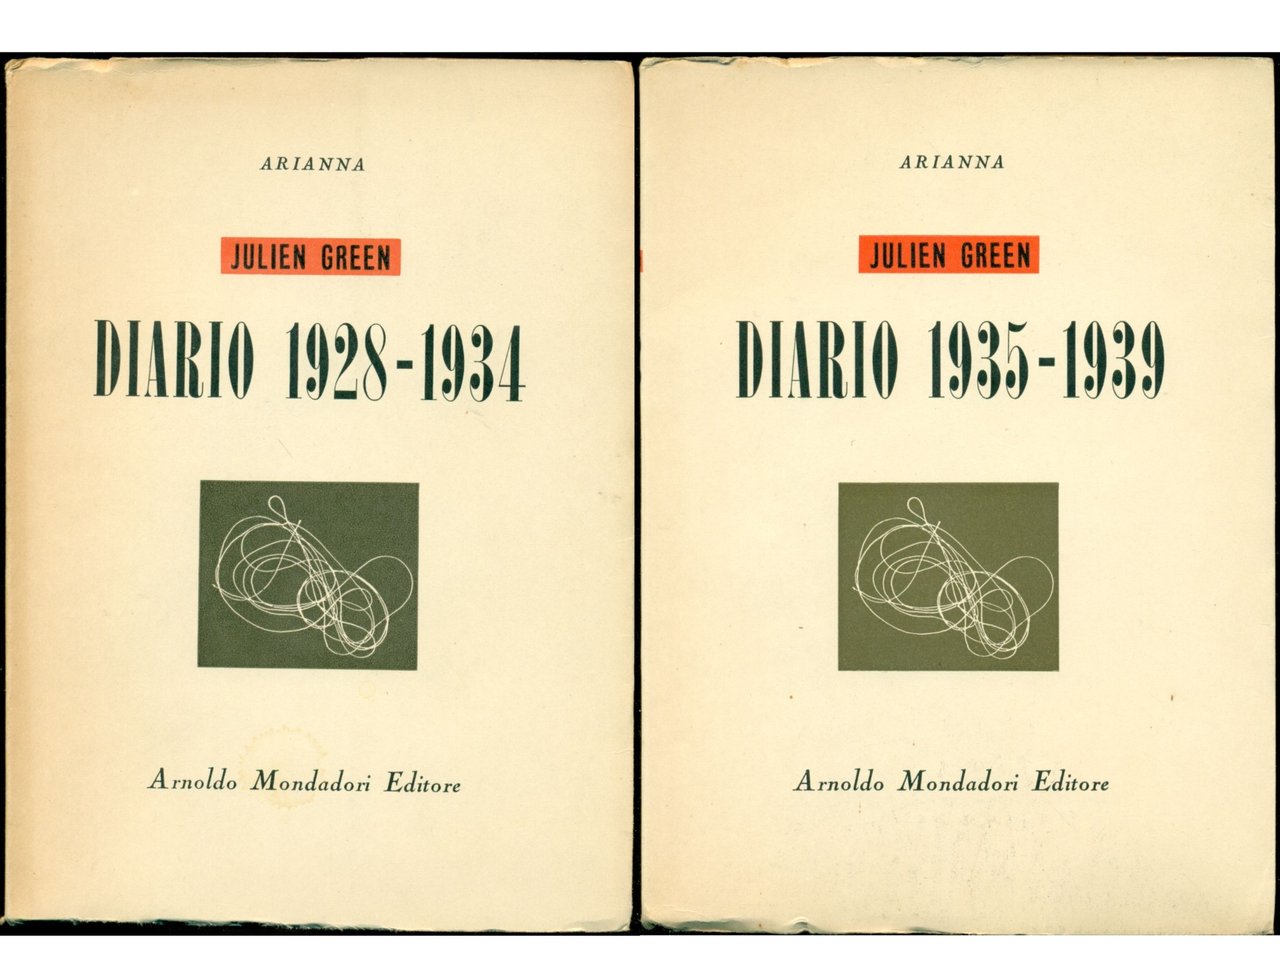 ARIANNA
JULIEN GREEN
DIARIO 1928-1934
Arnoldo Mondadori Editore
ARIANNA
JULIEN GREEN
DIARIO 1935-1939
Arnoldo Mondadori Editore